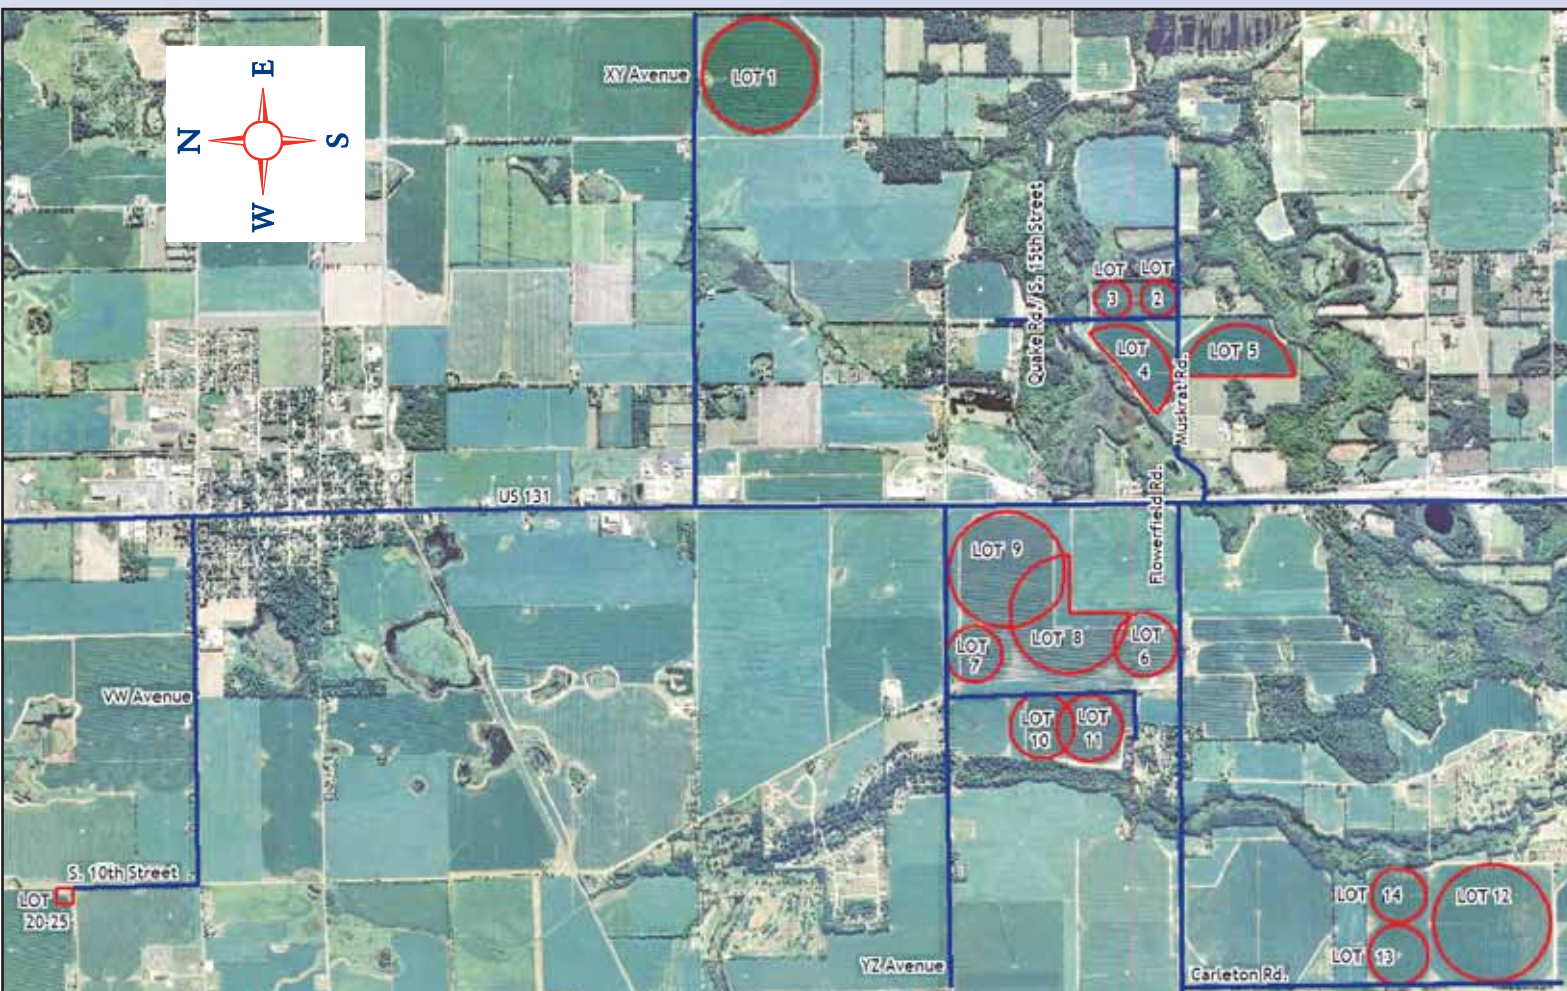 E
N
S
W
XY Avenue
LOT 1
Quake Rd./ S. 15th Street
LOT
3
LOT
2
LOT
4
LOT 5
Muskrat Rd.
US 131
Flowerfield Rd.
LOT 9
LOT 8
LOT
7
LOT
6
VW Avenue
LOT
10
LOT
11
S. 10th Street
LOT
20-25
YZ Avenue
LOT 14
LOT 12
LOT 13
Carleton Rd.